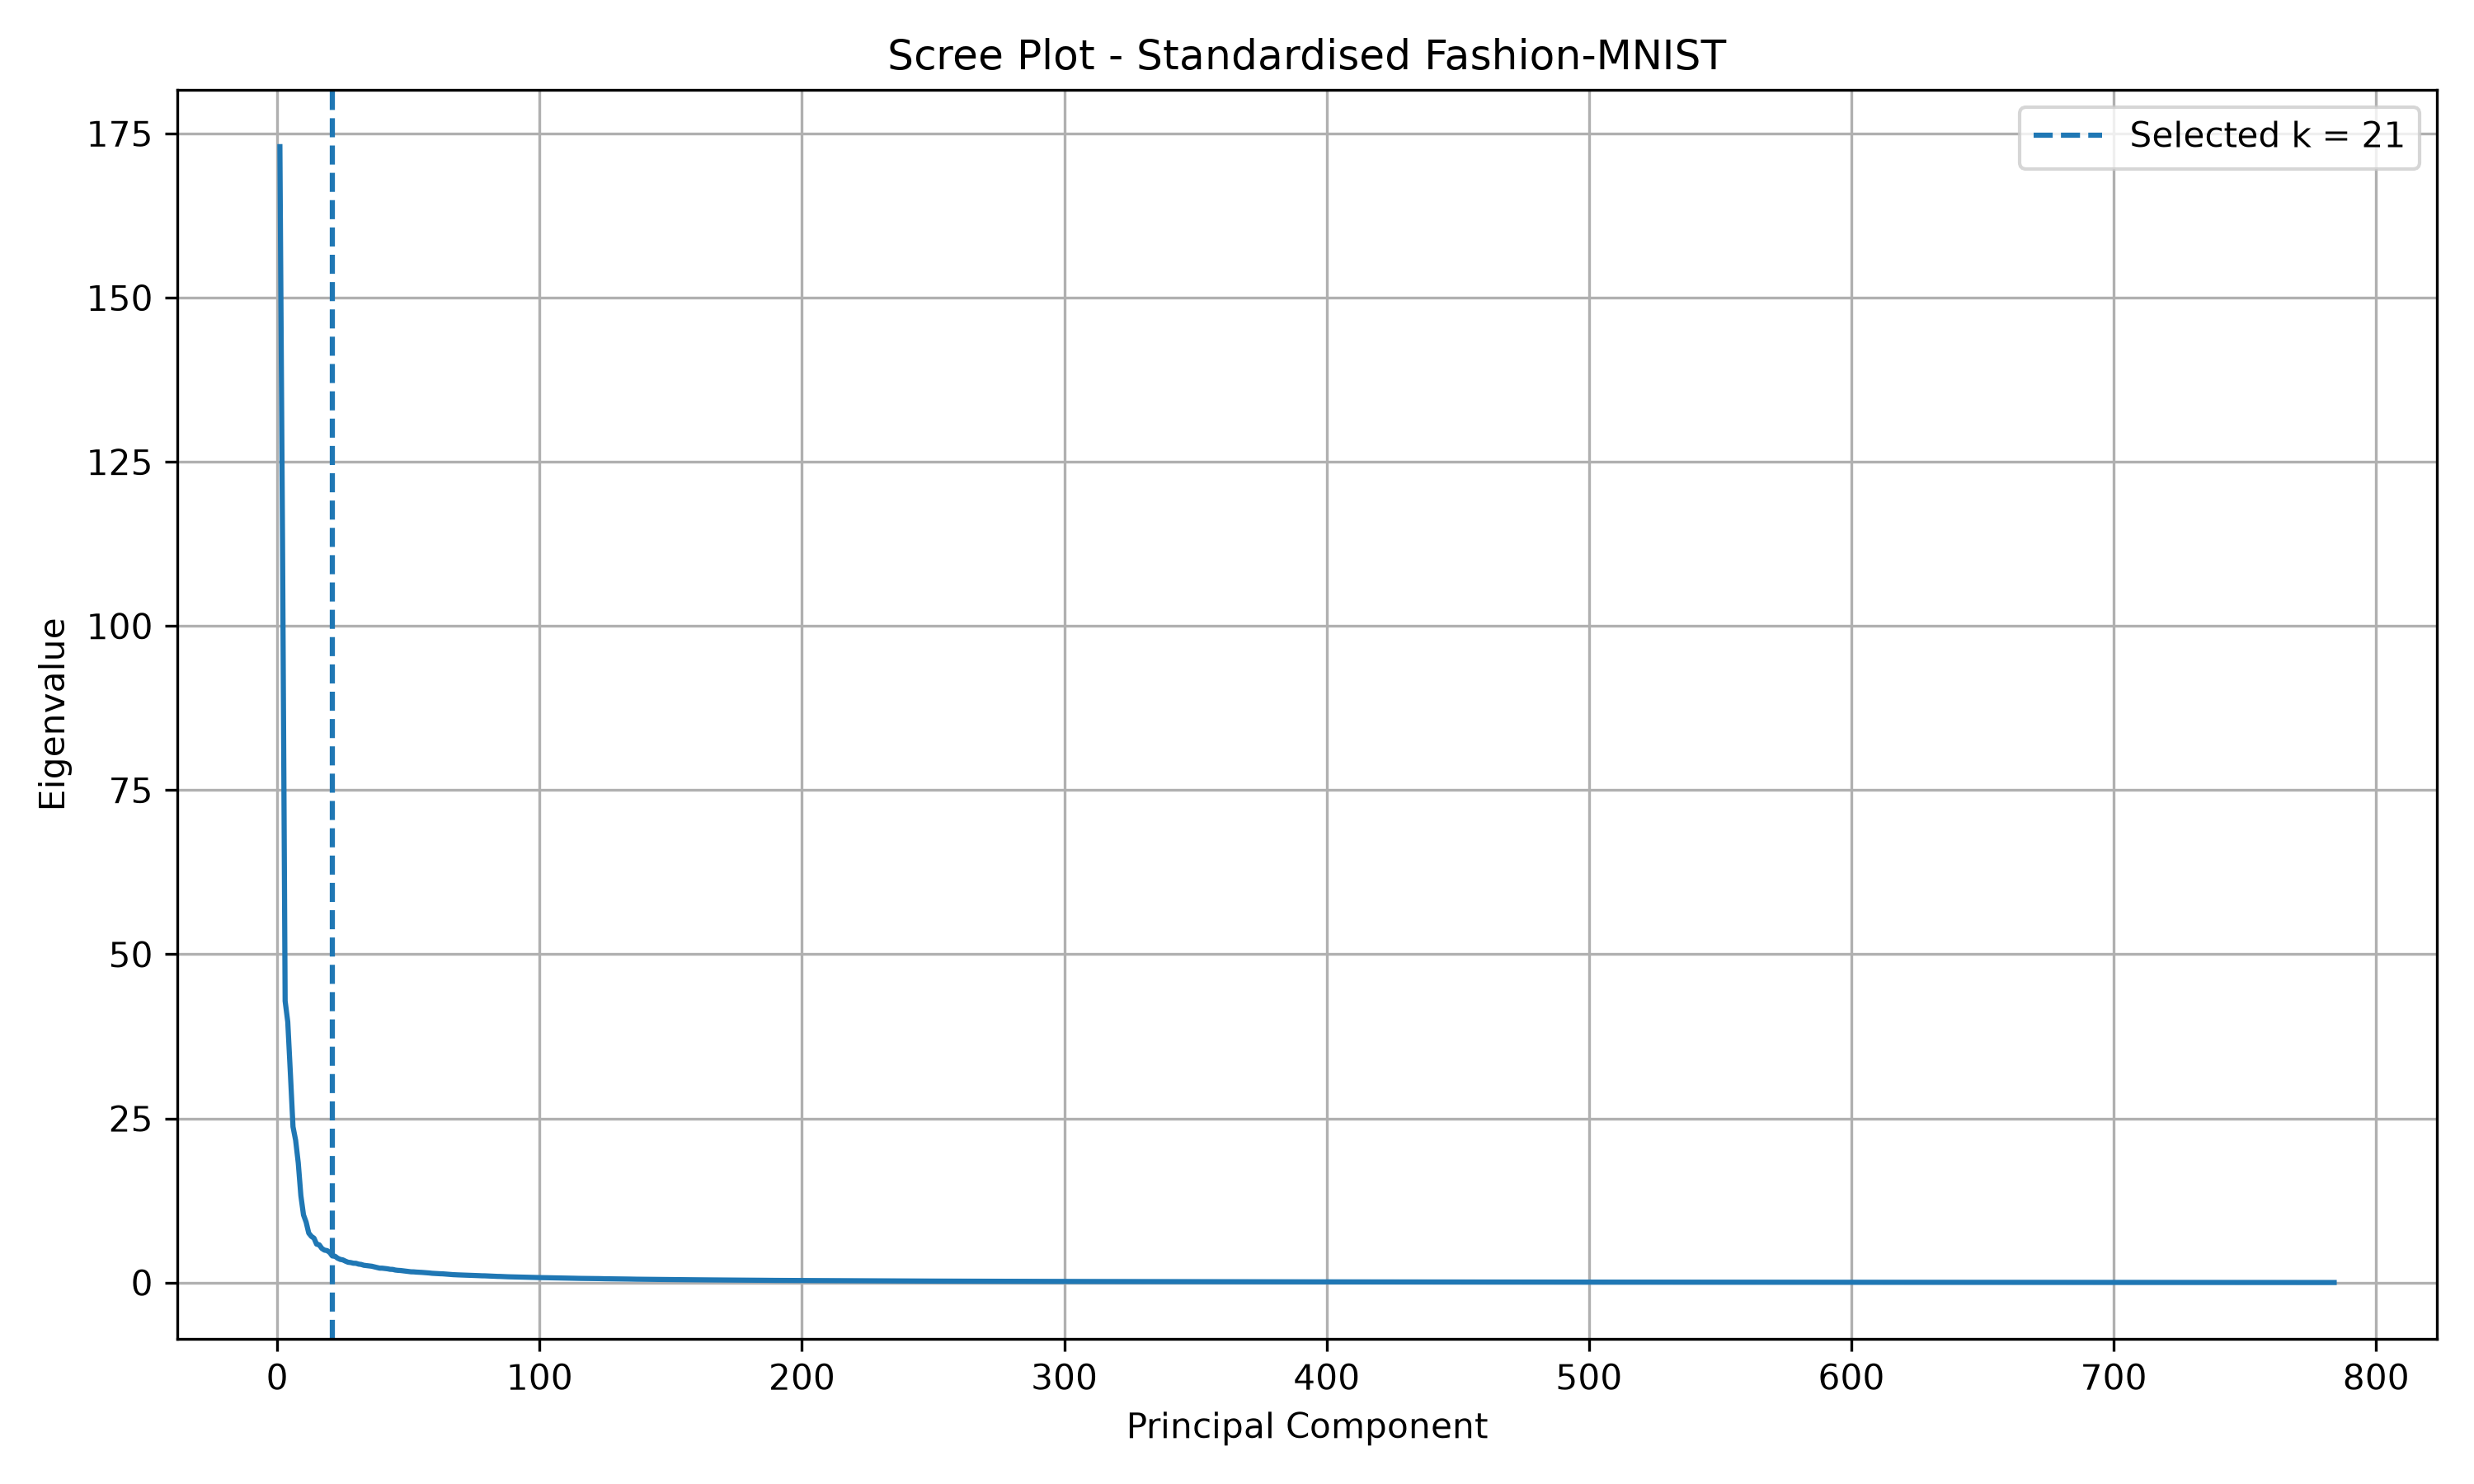 Scree Plot - Standardised Fashion-MNIST
Selected k = 21
175
150
125
100
75
50
25
0
Eigenvalue
0 100 200 300 400 500 600 700 800
Principal Component